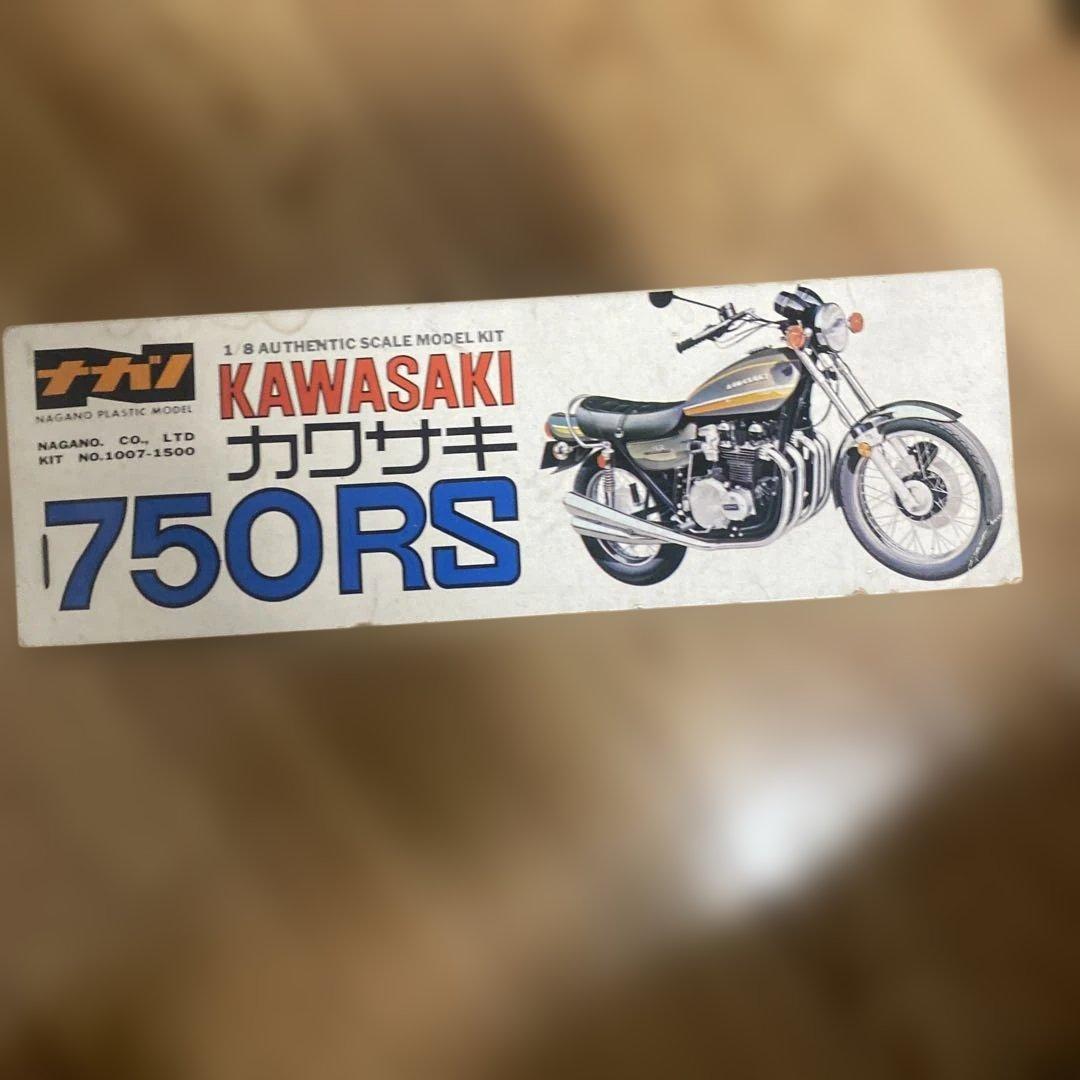 ナガノ
NAGANO PLASTIC MODEL
NAGANO. CO., LTD
KIT NO.1007-1500
1/8 AUTHENTIC SCALE MODEL KIT
KAWASAKI
カワサキ
750RS
KAWASAKI